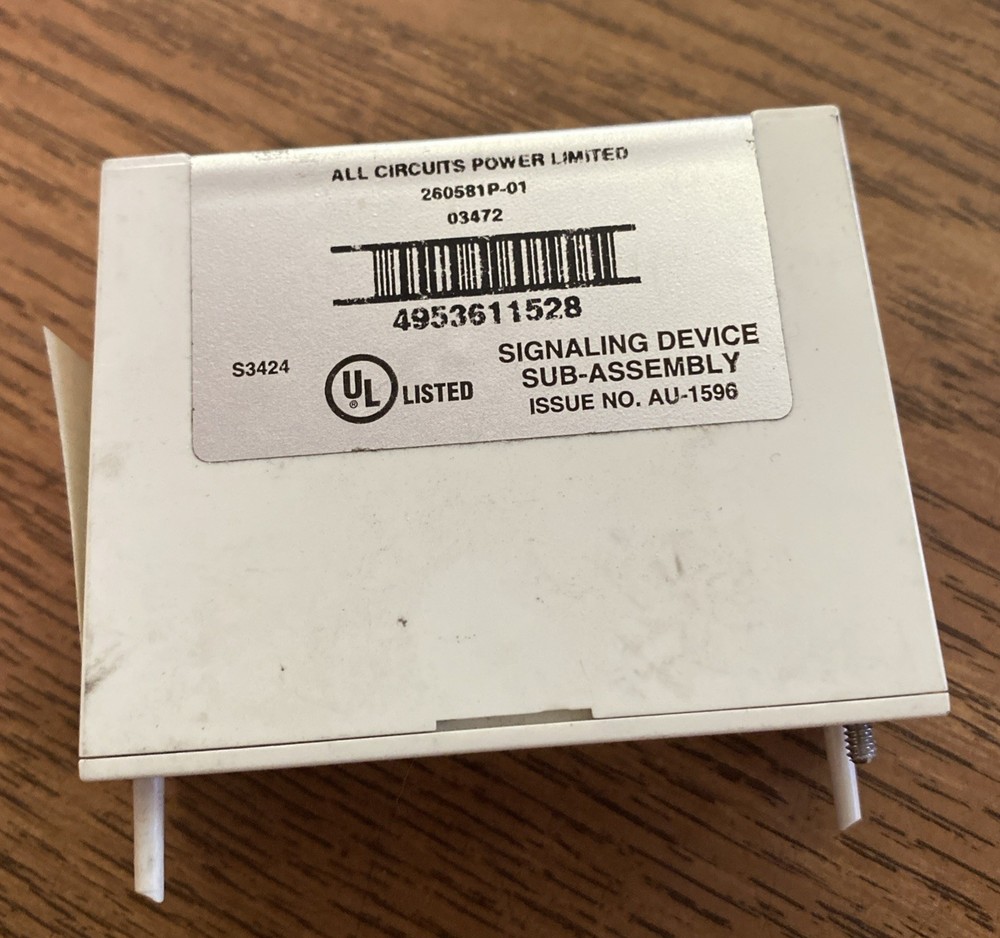 ALL CIRCUITS POWER LIMITED
260581P-01
03472
4953611528
S3424
UL ® LISTED
SIGNALING DEVICE
SUB-ASSEMBLY
ISSUE NO. AU-1596